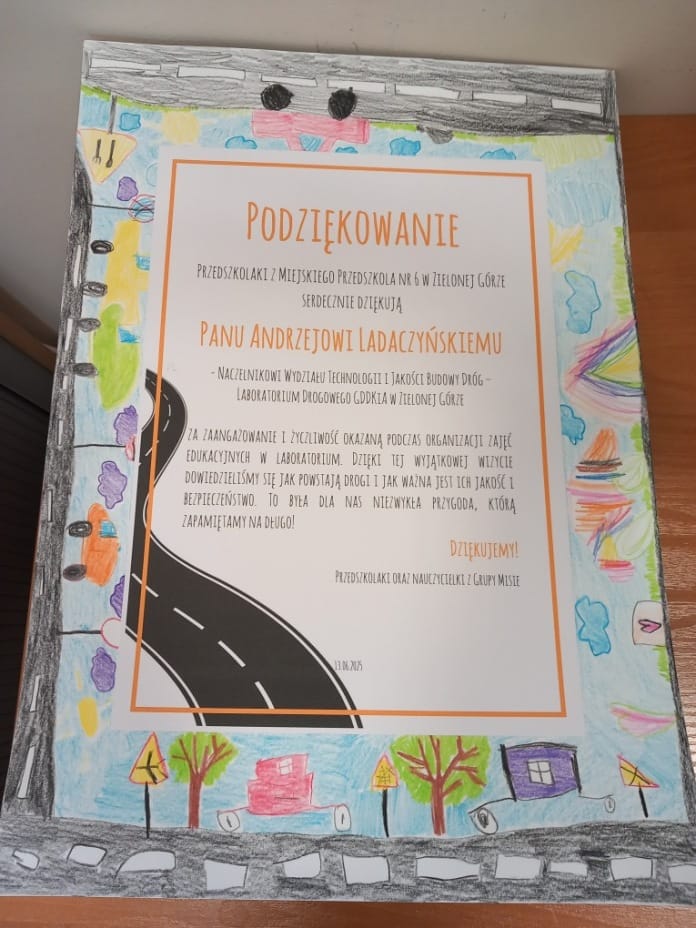 Podziękowanie
Przedszkolaki z Miejskiego Przedszkola nr 6 w Zielonej Górze
serdecznie dziękują
Panu Andrzejowi Ladaczyńskiemu
- Naczelnikowi Wydziału Technologii i Jakości Budowy Dróg –
Laboratorium Drogowego GDDKiA w Zielonej Górze
za zaangażowanie i życzliwość okazaną podczas organizacji zajęć
edukacyjnych w laboratorium. Dzięki tej wyjątkowej wizycie
dowiedzieliśmy się jak powstają drogi i jak ważna jest ich jakość i
bezpieczeństwo. To była dla nas niezwykła przygoda, którą
zapamiętamy na długo!
Dziękujemy!
Przedszkolaki oraz nauczycielki z Grupy Misie
13.06.2025